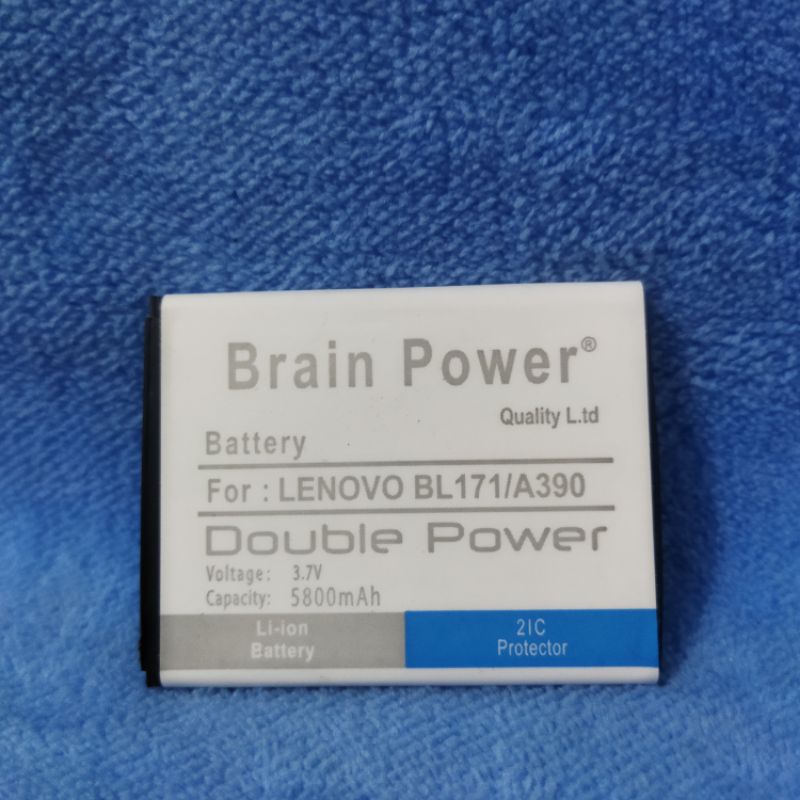 Brain Power®
Quality L.td
Battery
For : LENOVO BL171/A390
Double Power
Voltage: 3.7V
Capacity: 5800mAh
Li-ion
Battery
2IC
Protector